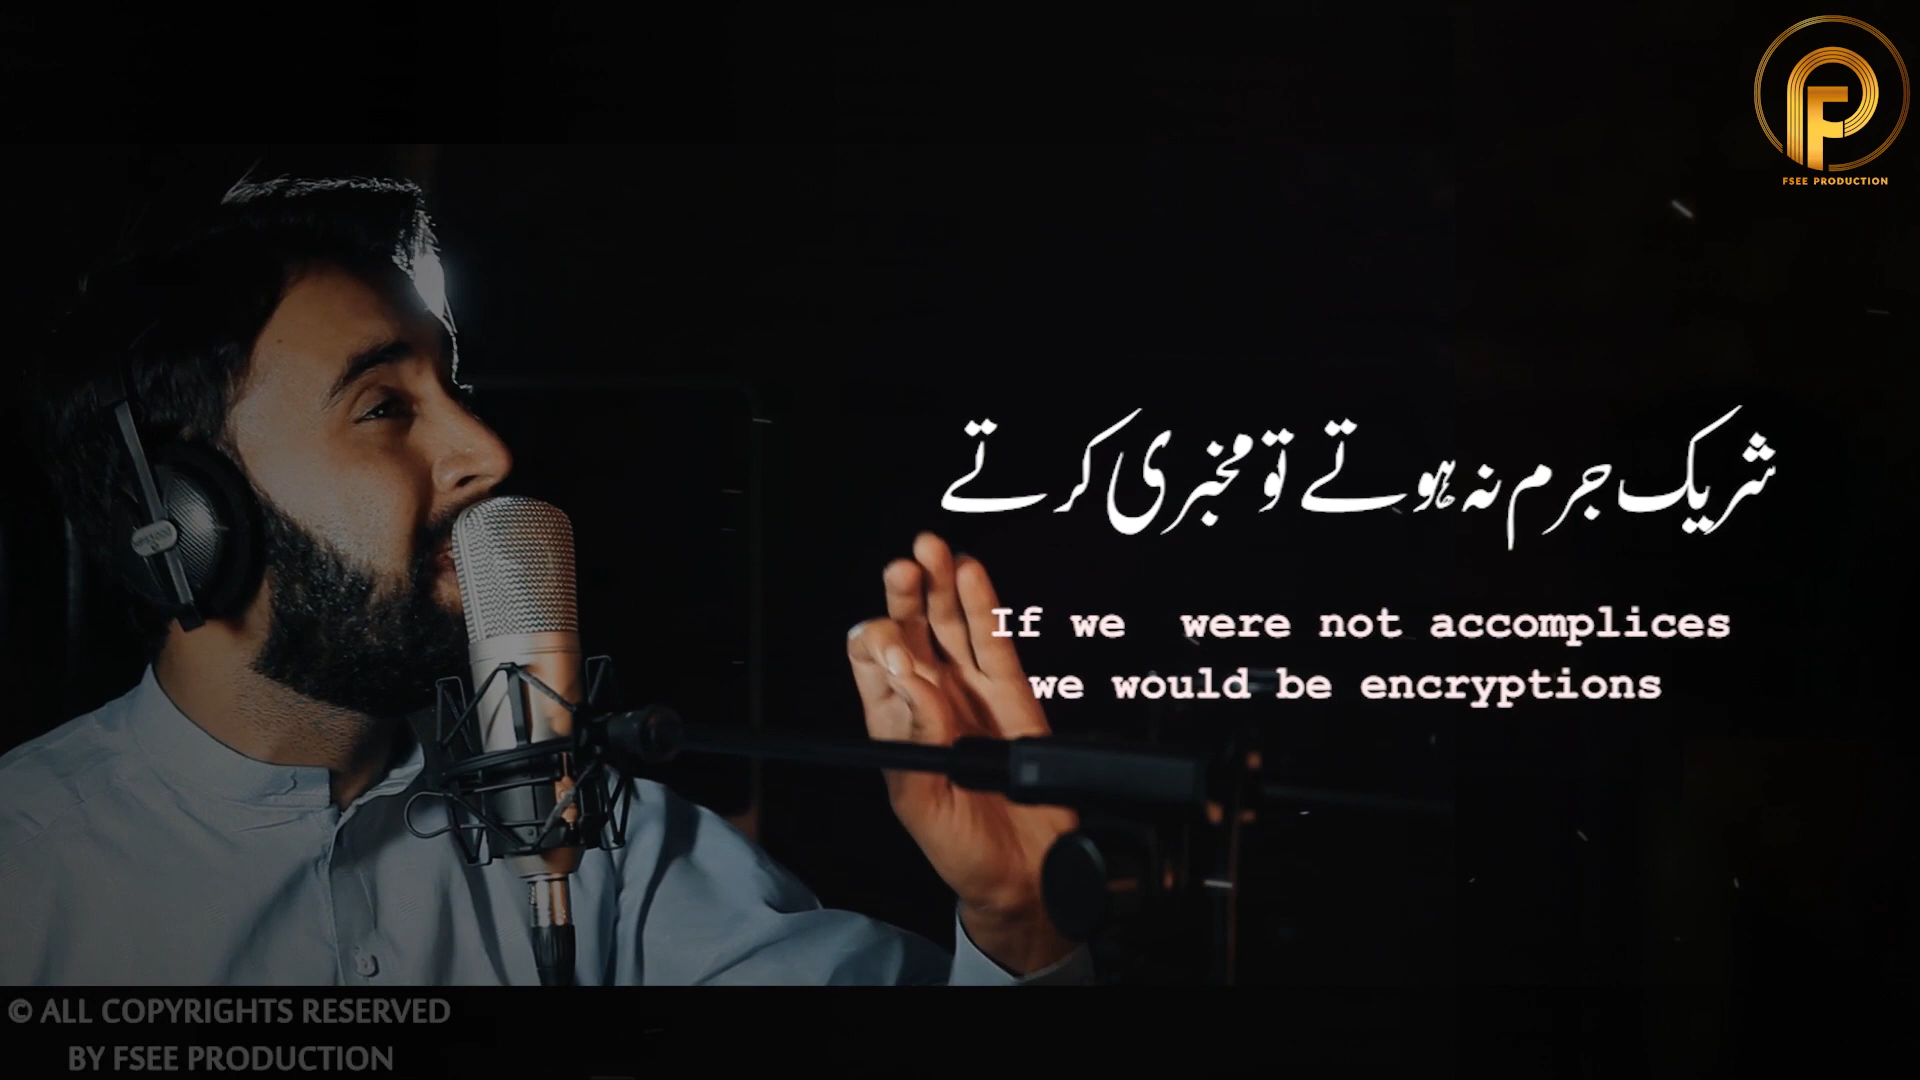 FSEE PRODUCTION
شریک جرم نہ ہوتے تو مخبری کرتے
If we were not accomplices
we would be encryptions
© ALL COPYRIGHTS RESERVED
BY FSEE PRODUCTION